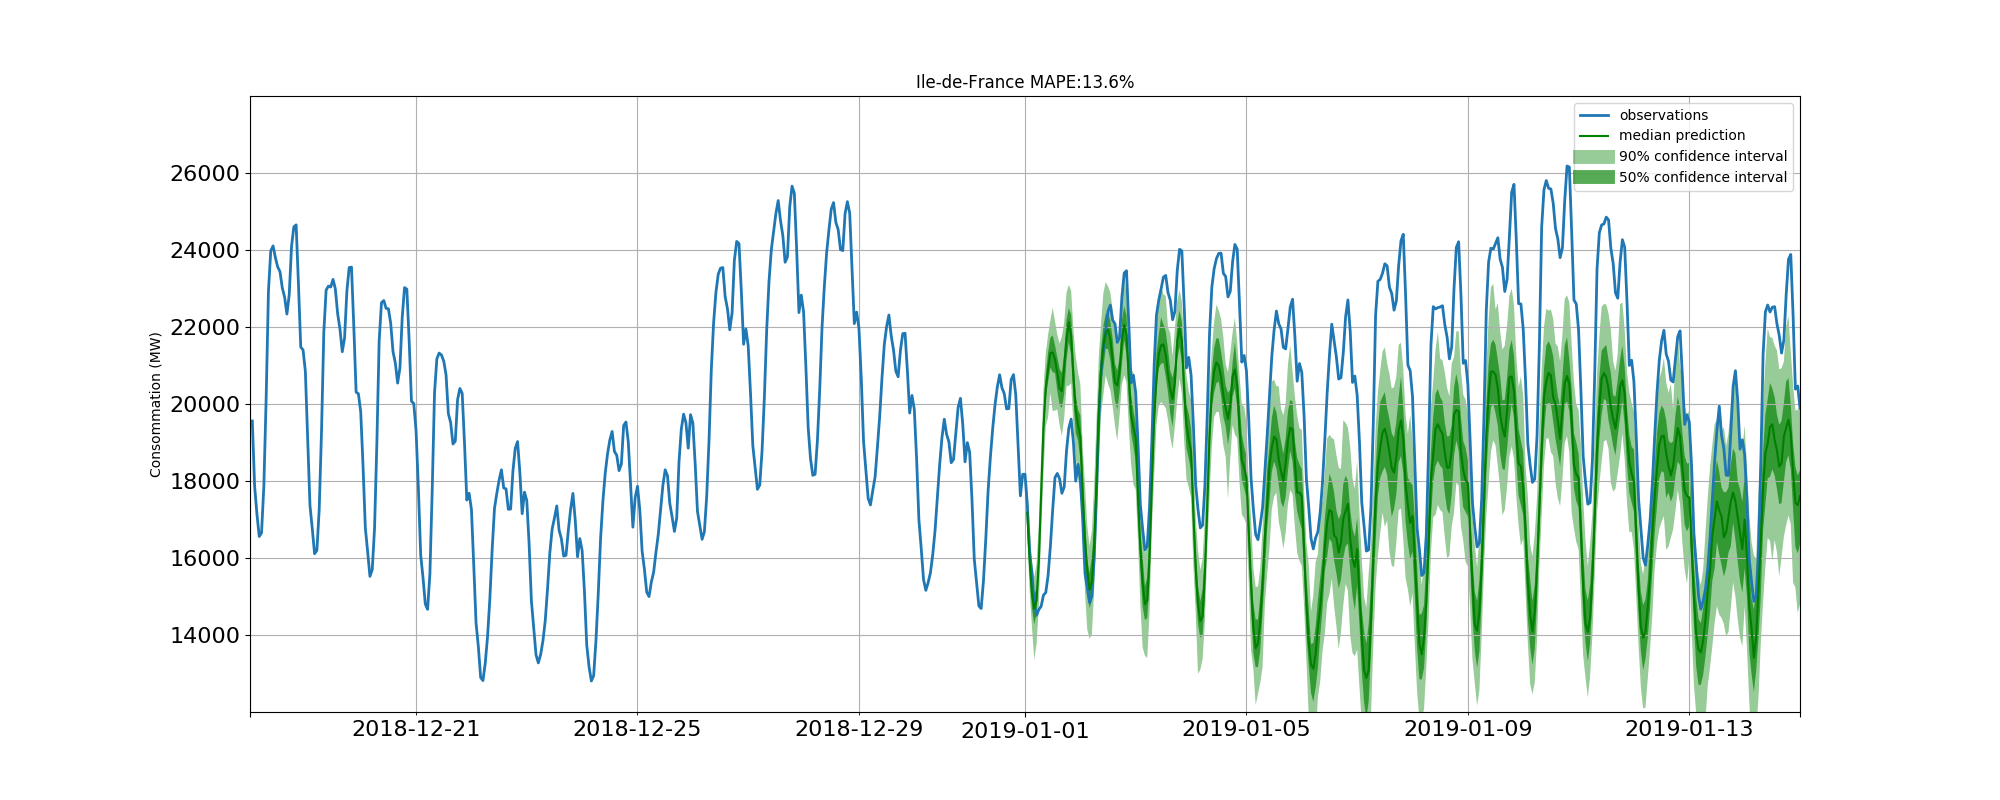 Ile-de-France MAPE:13.6%
observations
median prediction
90% confidence interval
50% confidence interval
Consommation (MW)
26000
24000
22000
20000
18000
16000
14000
2018-12-21
2018-12-25
2018-12-29
2019-01-01
2019-01-05
2019-01-09
2019-01-13